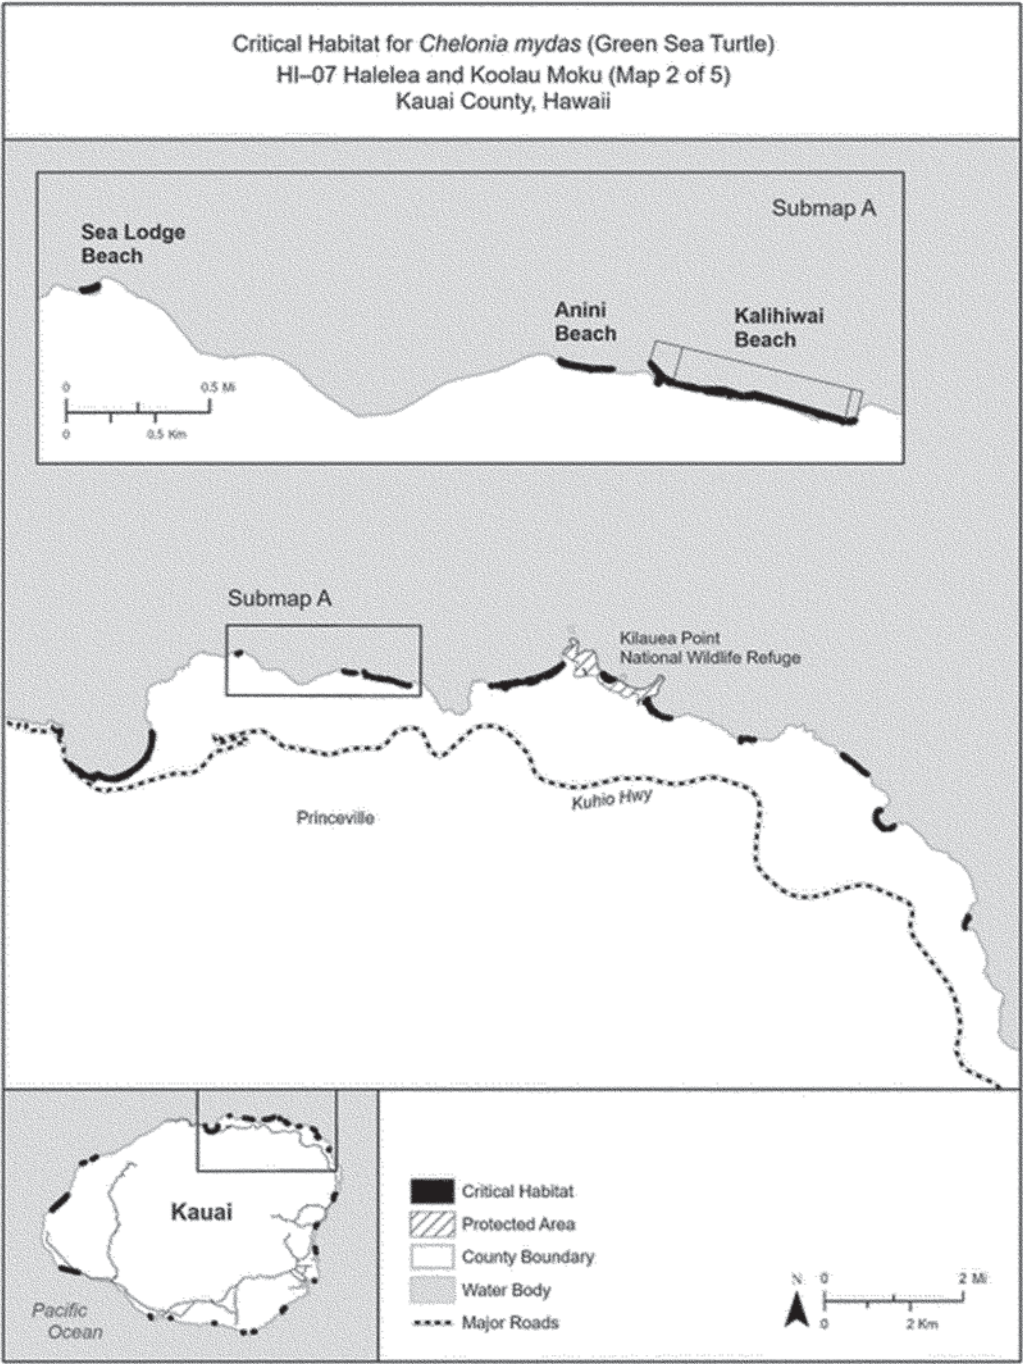 Critical Habitat for Chelonia mydas (Green Sea Turtle)
HI–07 Halelea and Koolau Moku (Map 2 of 5)
Kauai County, Hawaii
Submap A
Sea Lodge
Beach
Anini
Beach
Kalihiwai
Beach
0 0.5 Mi
0 0.5 Km
Submap A
Kilauea Point
National Wildlife Refuge
Kuhio Hwy
Princeville
Kauai
Pacific
Ocean
Critical Habitat
Protected Area
County Boundary
Water Body
Major Roads
N
0 2 Mi
0 2 Km